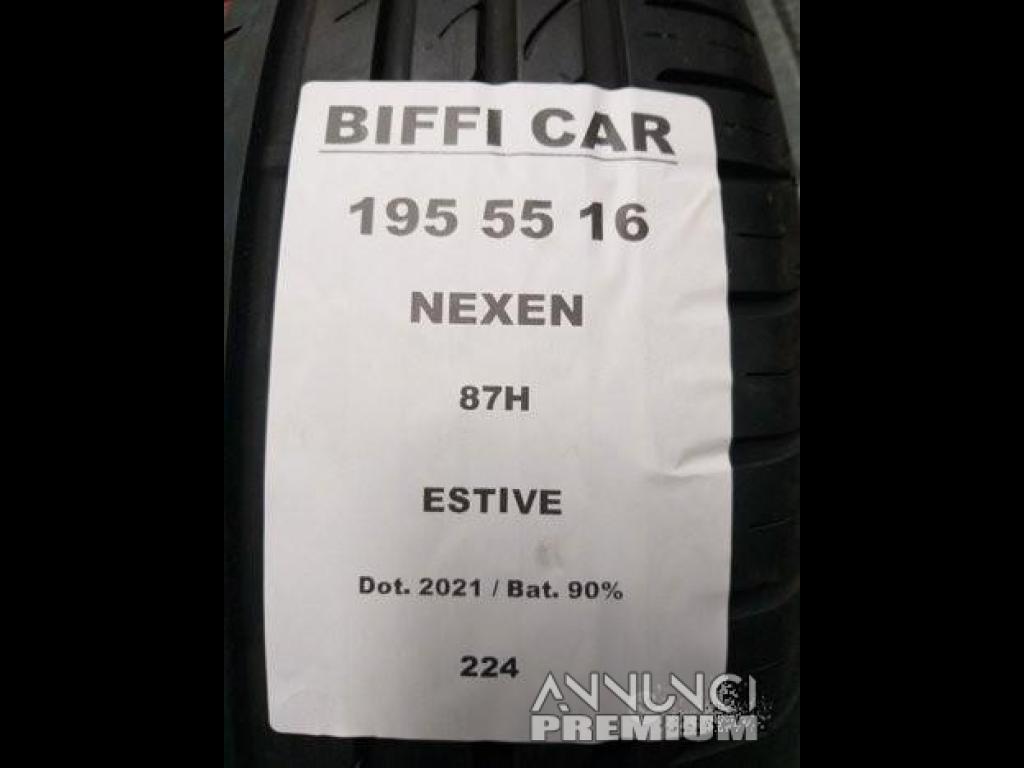 BIFFI CAR
195 55 16
NEXEN
87H
ESTIVE
Dot. 2021 / Bat. 90%
224
ANNUNCI
PREMIUM